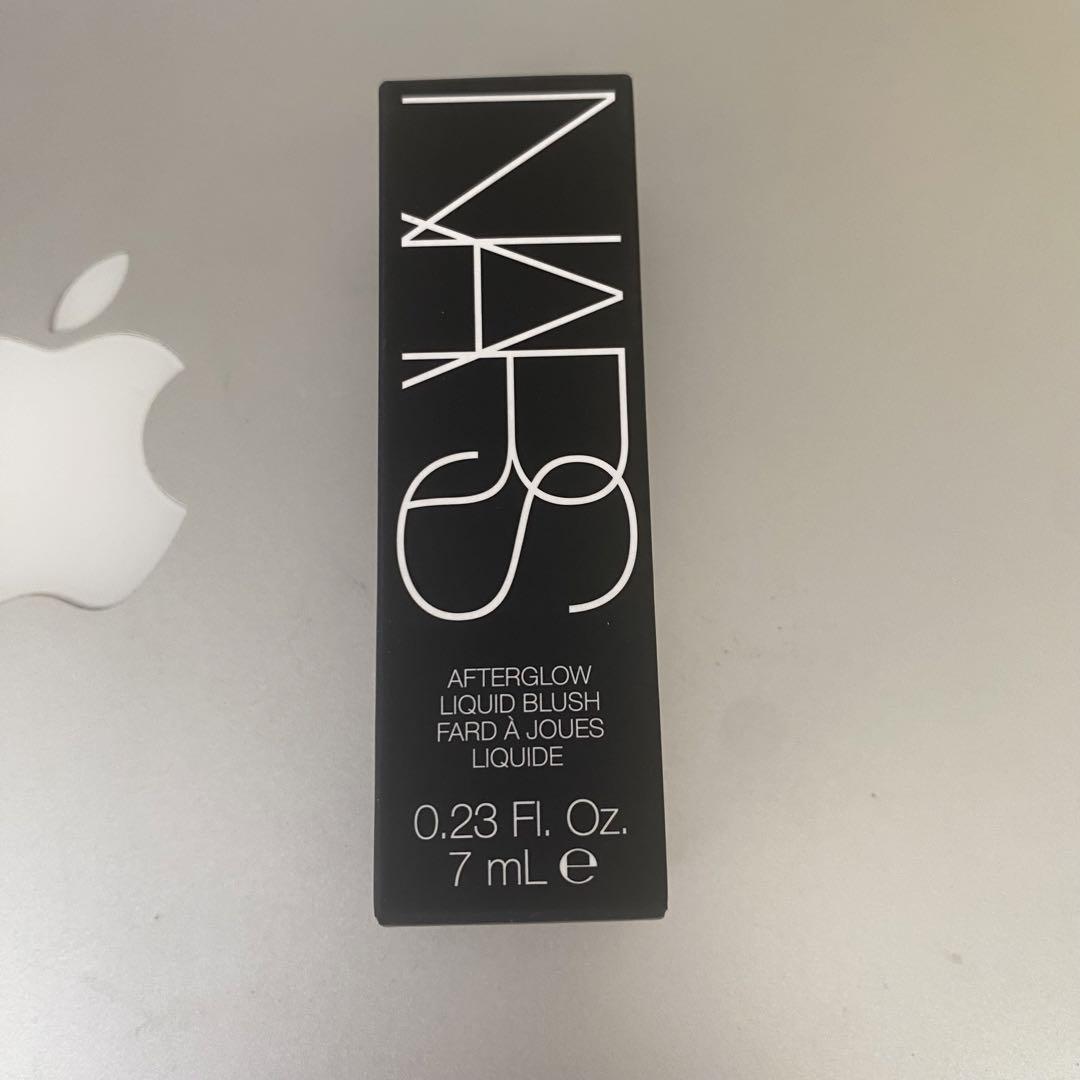 NARS
AFTERGLOW
LIQUID BLUSH
FARD À JOUES
LIQUIDE
0.23 Fl. Oz.
7 mL ℮